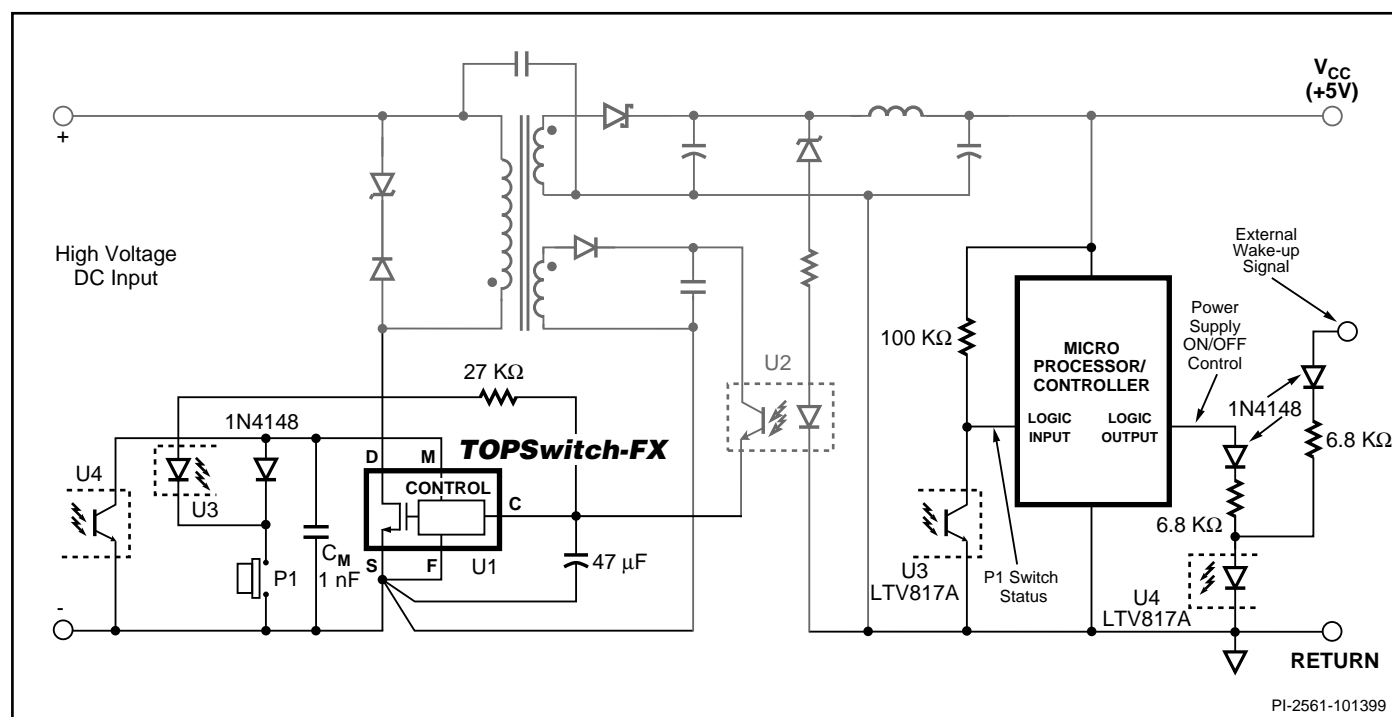 V_CC
(+5V)
+
High Voltage
DC Input
External
Wake-up
Signal
Power
Supply
ON/OFF
Control
100 KΩ
MICRO
PROCESSOR/
CONTROLLER
U2
27 KΩ
1N4148
1N4148
LOGIC
INPUT
LOGIC
OUTPUT
6.8 KΩ
TOPSwitch-FX
D
M
CONTROL
C
U4
U3
6.8 KΩ
C_M
1 nF
P1
S
F
U1
47 µF
U3
LTV817A
P1 Switch
Status
U4
LTV817A
-
RETURN
PI-2561-101399